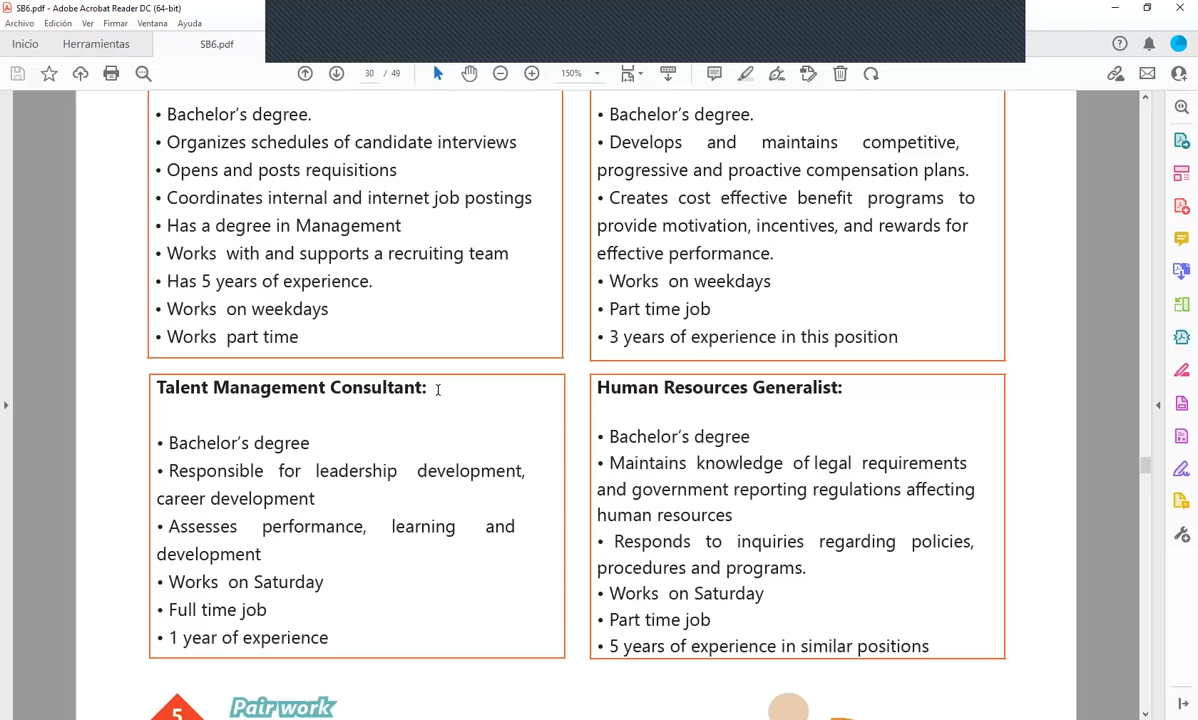 SB6.pdf - Adobe Acrobat Reader DC (64-bit)
Archivo Edición Ver Firmar Ventana Ayuda
Inicio Herramientas SB6.pdf
30 / 49 150%
• Bachelor's degree.
• Organizes schedules of candidate interviews
• Opens and posts requisitions
• Coordinates internal and internet job postings
• Has a degree in Management
• Works with and supports a recruiting team
• Has 5 years of experience.
• Works on weekdays
• Works part time
• Bachelor's degree.
• Develops and maintains competitive,
progressive and proactive compensation plans.
• Creates cost effective benefit programs to
provide motivation, incentives, and rewards for
effective performance.
• Works on weekdays
• Part time job
• 3 years of experience in this position
Talent Management Consultant:
• Bachelor's degree
• Responsible for leadership development,
career development
• Assesses performance, learning and
development
• Works on Saturday
• Full time job
• 1 year of experience
Human Resources Generalist:
• Bachelor's degree
• Maintains knowledge of legal requirements
and government reporting regulations affecting
human resources
• Responds to inquiries regarding policies,
procedures and programs.
• Works on Saturday
• Part time job
• 5 years of experience in similar positions
5 Pair work